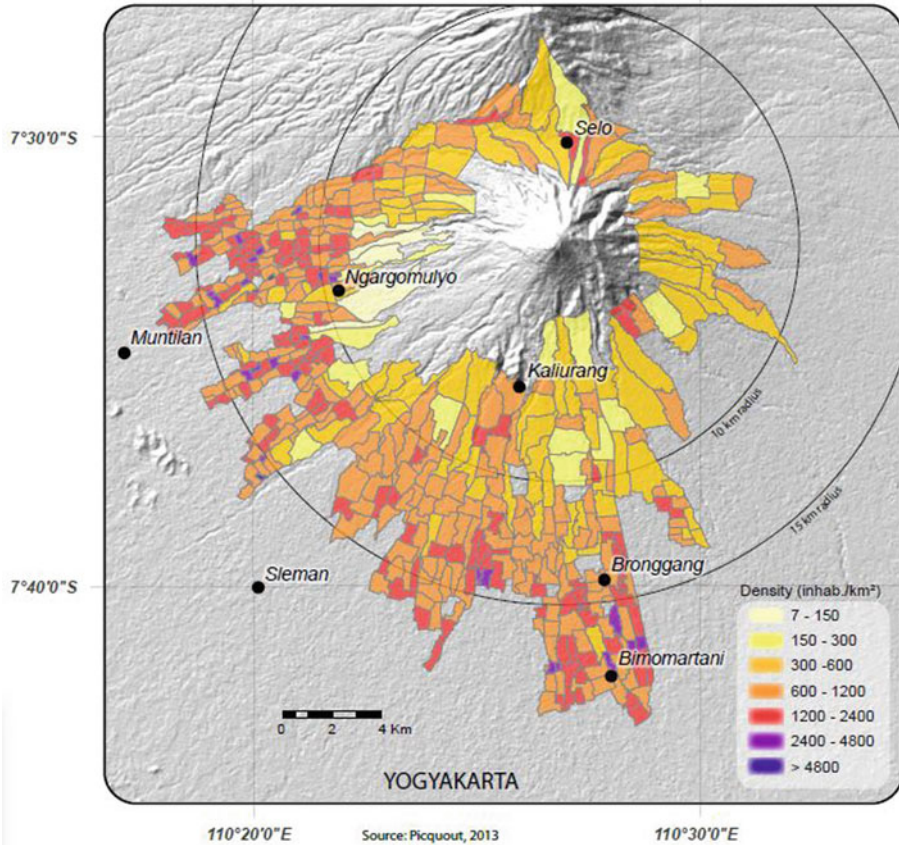 7°30'0"S
Selo
Ngargomulyo
Muntilan
Kaliurang
10 km radius
15 km radius
7°40'0"S
Sleman
Bronggang
Bimomartani
Density (inhab./km²)
7 - 150
150 - 300
300 -600
600 - 1200
1200 - 2400
2400 - 4800
> 4800
0 2 4 Km
YOGYAKARTA
110°20'0"E
Source: Picquout, 2013
110°30'0"E